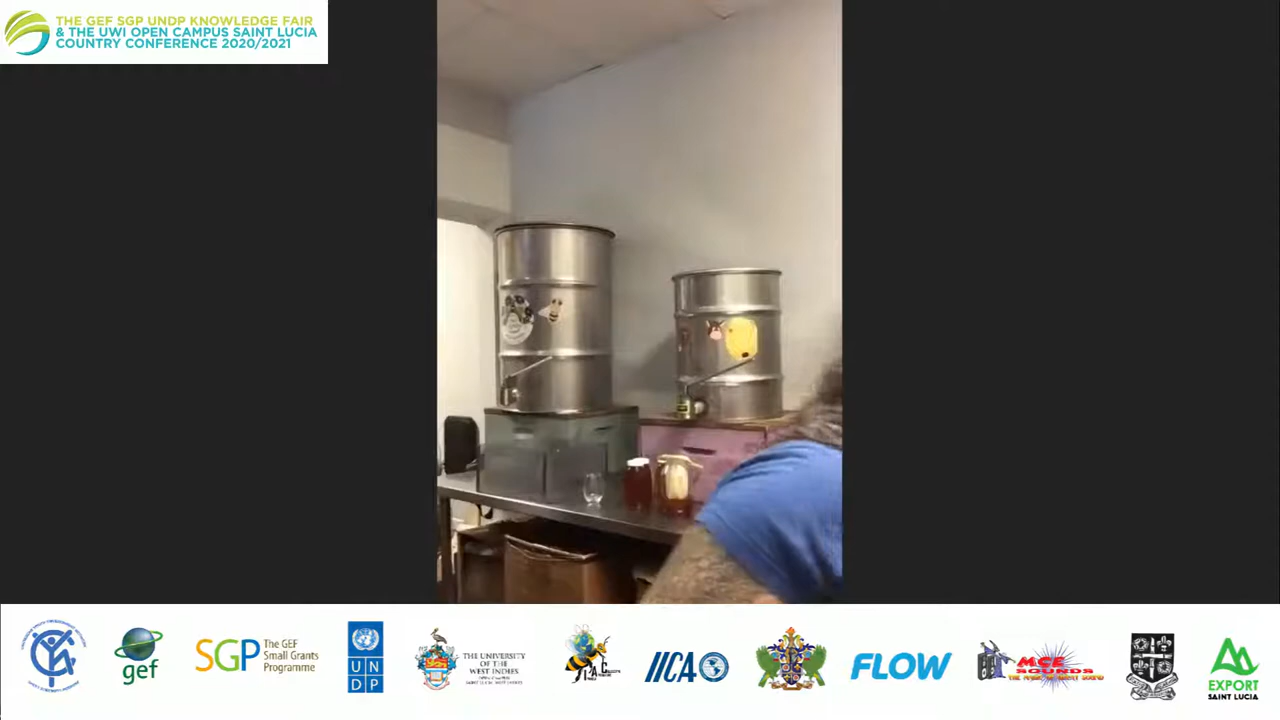 THE GEF SGP UNDP KNOWLEDGE FAIR
& THE UWI OPEN CAMPUS SAINT LUCIA
COUNTRY CONFERENCE 2020/2021
gef
SGP
The GEF
Small Grants
Programme
U N
D P
THE UNIVERSITY OF
THE WEST INDIES
IICA
FLOW
MCE
SOUNDS
EXPORT
SAINT LUCIA